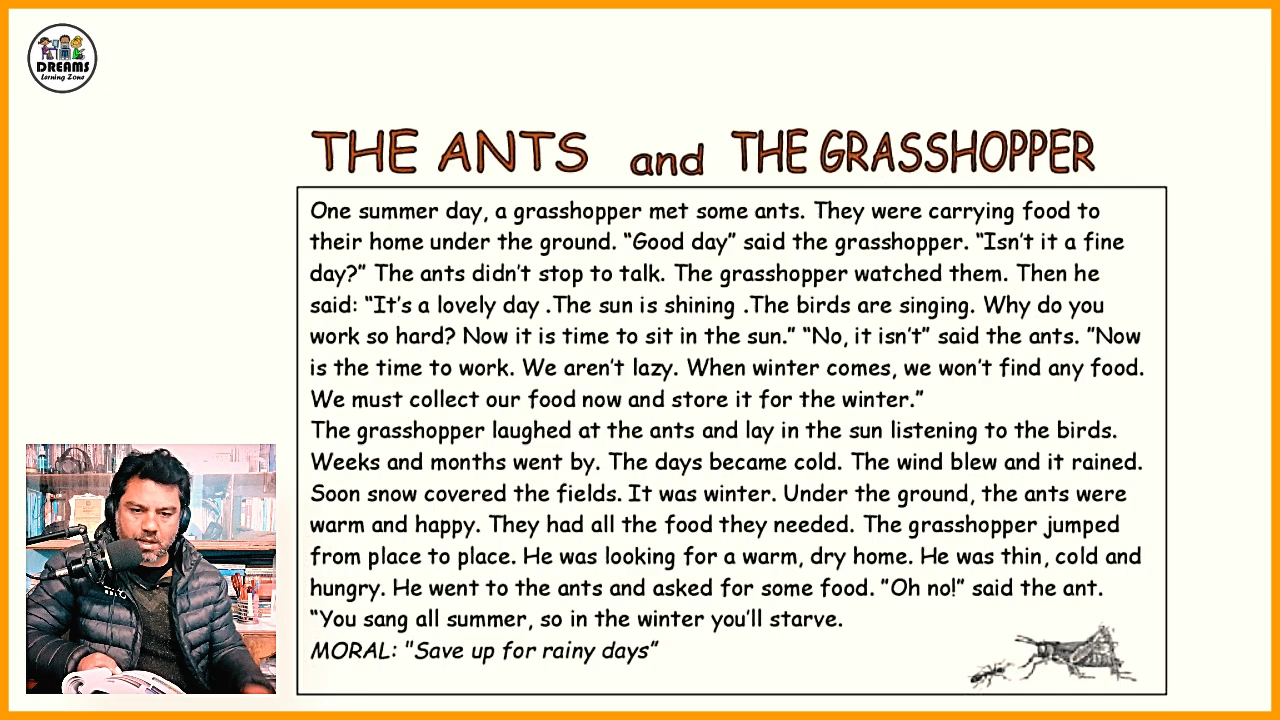 DREAMS
Lerning Zone
THE ANTS and THE GRASSHOPPER
One summer day, a grasshopper met some ants. They were carrying food to
their home under the ground. “Good day” said the grasshopper. “Isn’t it a fine
day?” The ants didn’t stop to talk. The grasshopper watched them. Then he
said: “It’s a lovely day .The sun is shining .The birds are singing. Why do you
work so hard? Now it is time to sit in the sun.” “No, it isn’t” said the ants. ”Now
is the time to work. We aren’t lazy. When winter comes, we won’t find any food.
We must collect our food now and store it for the winter.”
The grasshopper laughed at the ants and lay in the sun listening to the birds.
Weeks and months went by. The days became cold. The wind blew and it rained.
Soon snow covered the fields. It was winter. Under the ground, the ants were
warm and happy. They had all the food they needed. The grasshopper jumped
from place to place. He was looking for a warm, dry home. He was thin, cold and
hungry. He went to the ants and asked for some food. ”Oh no!” said the ant.
“You sang all summer, so in the winter you’ll starve.
MORAL: "Save up for rainy days”